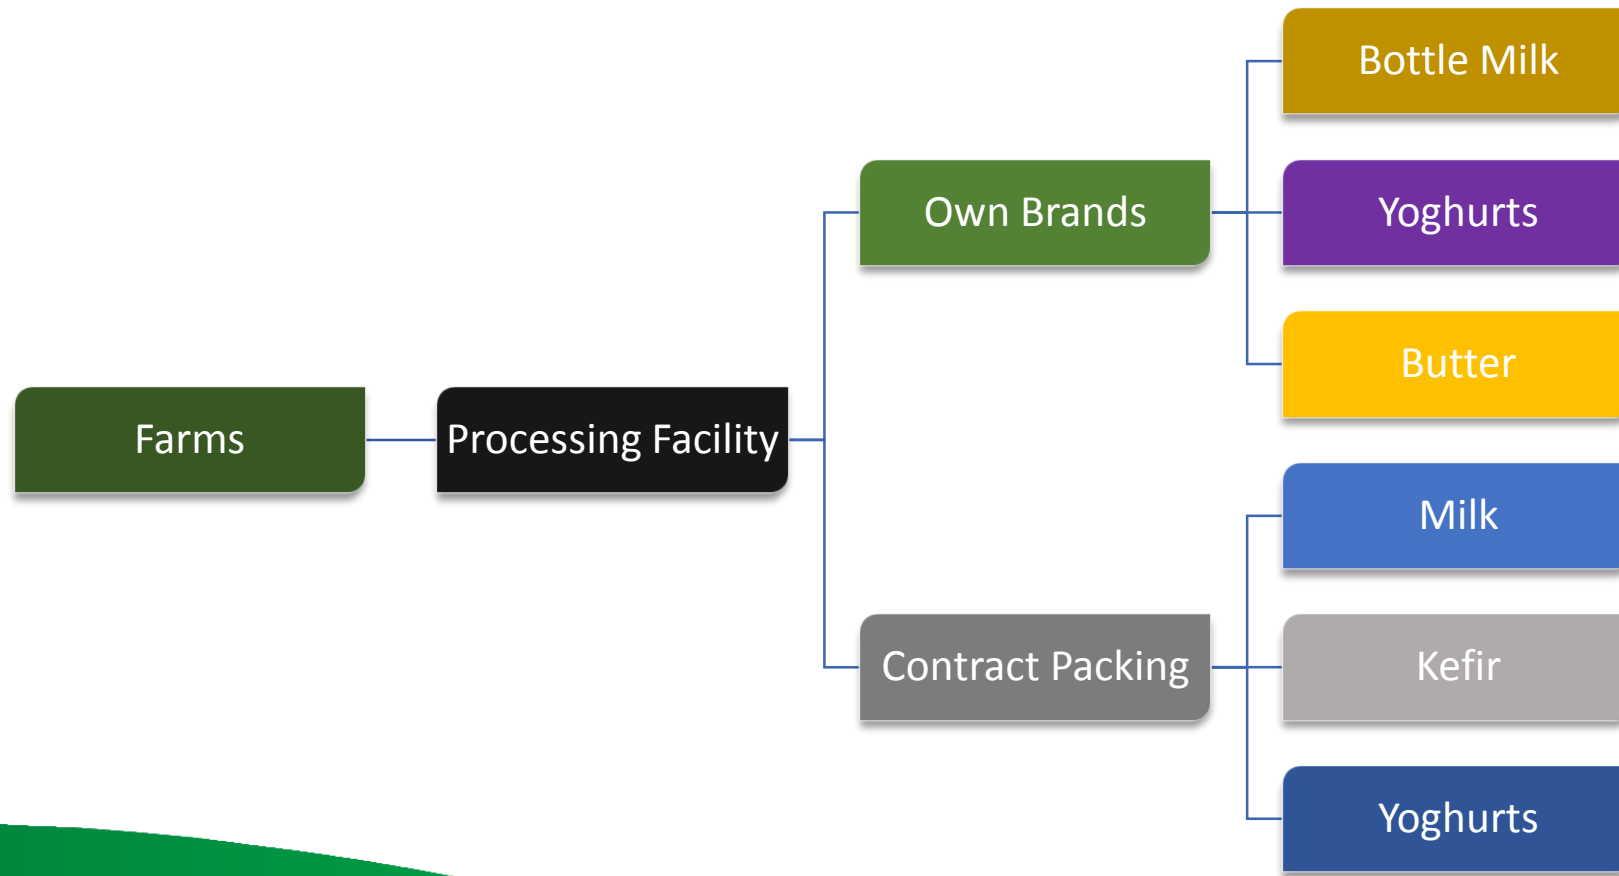 Farms
Processing Facility
Own Brands
Bottle Milk
Yoghurts
Butter
Contract Packing
Milk
Kefir
Yoghurts